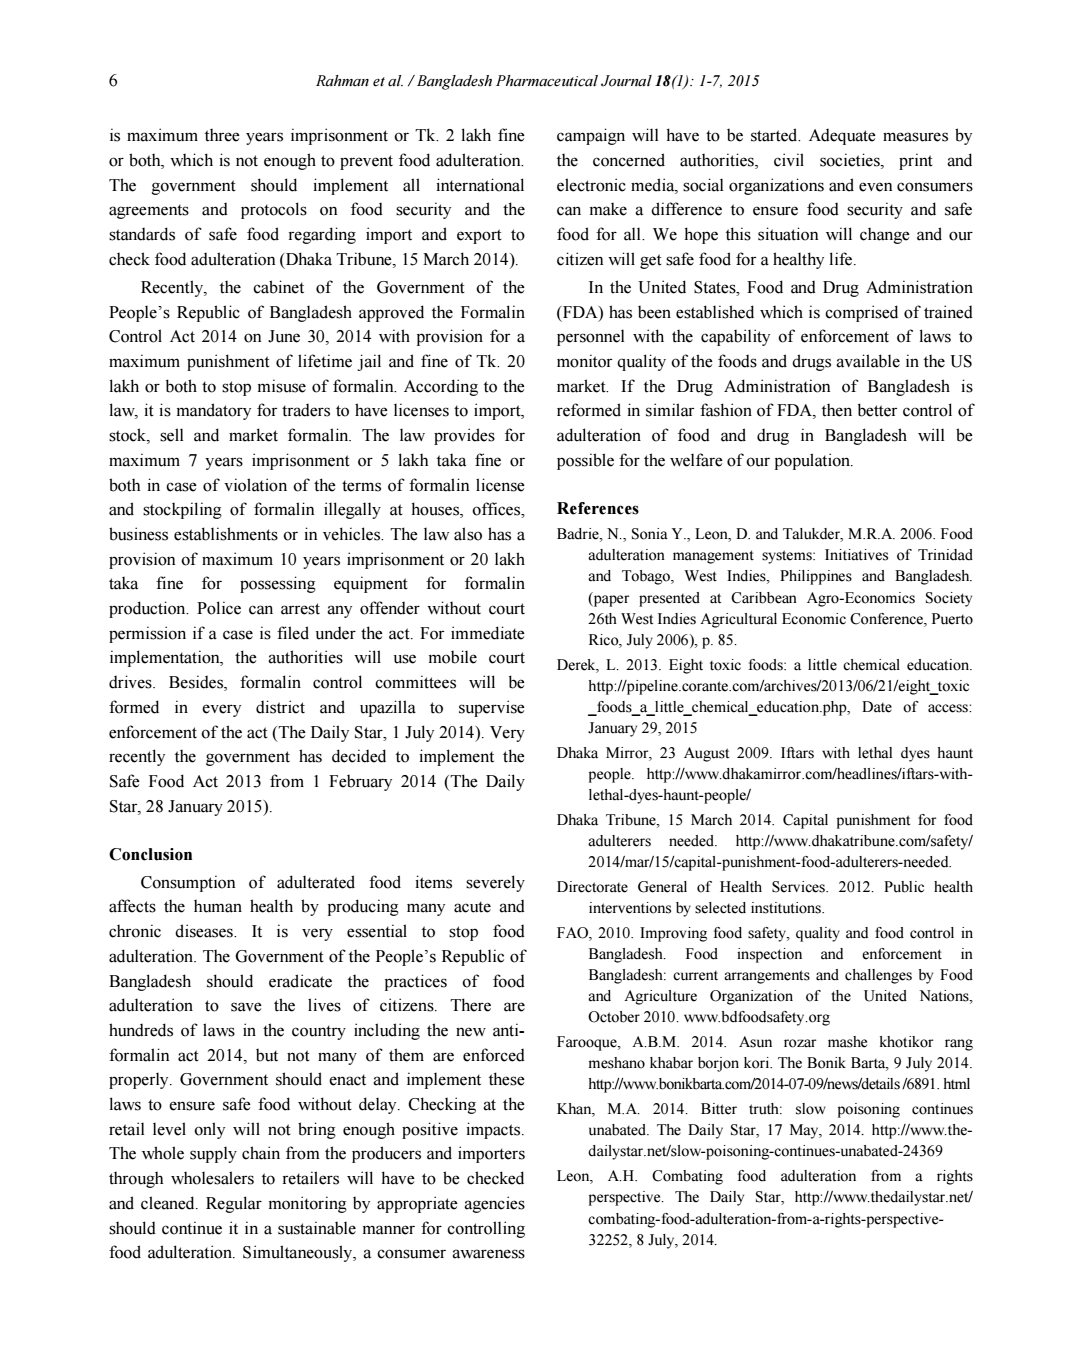 6
Rahman et al. / Bangladesh Pharmaceutical Journal 18(1): 1-7, 2015
is maximum three years imprisonment or Tk. 2 lakh fine
or both, which is not enough to prevent food adulteration.
The government should implement all international
agreements and protocols on food security and the
standards of safe food regarding import and export to
check food adulteration (Dhaka Tribune, 15 March 2014).
Recently, the cabinet of the Government of the
People's Republic of Bangladesh approved the Formalin
Control Act 2014 on June 30, 2014 with provision for a
maximum punishment of lifetime jail and fine of Tk. 20
lakh or both to stop misuse of formalin. According to the
law, it is mandatory for traders to have licenses to import,
stock, sell and market formalin. The law provides for
maximum 7 years imprisonment or 5 lakh taka fine or
both in case of violation of the terms of formalin license
and stockpiling of formalin illegally at houses, offices,
business establishments or in vehicles. The law also has a
provision of maximum 10 years imprisonment or 20 lakh
taka fine for possessing equipment for formalin
production. Police can arrest any offender without court
permission if a case is filed under the act. For immediate
implementation, the authorities will use mobile court
drives. Besides, formalin control committees will be
formed in every district and upazilla to supervise
enforcement of the act (The Daily Star, 1 July 2014). Very
recently the government has decided to implement the
Safe Food Act 2013 from 1 February 2014 (The Daily
Star, 28 January 2015).
Conclusion
Consumption of adulterated food items severely
affects the human health by producing many acute and
chronic diseases. It is very essential to stop food
adulteration. The Government of the People's Republic of
Bangladesh should eradicate the practices of food
adulteration to save the lives of citizens. There are
hundreds of laws in the country including the new anti-
formalin act 2014, but not many of them are enforced
properly. Government should enact and implement these
laws to ensure safe food without delay. Checking at the
retail level only will not bring enough positive impacts.
The whole supply chain from the producers and importers
through wholesalers to retailers will have to be checked
and cleaned. Regular monitoring by appropriate agencies
should continue it in a sustainable manner for controlling
food adulteration. Simultaneously, a consumer awareness
campaign will have to be started. Adequate measures by
the concerned authorities, civil societies, print and
electronic media, social organizations and even consumers
can make a difference to ensure food security and safe
food for all. We hope this situation will change and our
citizen will get safe food for a healthy life.
In the United States, Food and Drug Administration
(FDA) has been established which is comprised of trained
personnel with the capability of enforcement of laws to
monitor quality of the foods and drugs available in the US
market. If the Drug Administration of Bangladesh is
reformed in similar fashion of FDA, then better control of
adulteration of food and drug in Bangladesh will be
possible for the welfare of our population.
References
Badrie, N., Sonia Y., Leon, D. and Talukder, M.R.A. 2006. Food
adulteration management systems: Initiatives of Trinidad
and Tobago, West Indies, Philippines and Bangladesh.
(paper presented at Caribbean Agro-Economics Society
26th West Indies Agricultural Economic Conference, Puerto
Rico, July 2006), p. 85.
Derek, L. 2013. Eight toxic foods: a little chemical education.
http://pipeline.corante.com/archives/2013/06/21/eight_toxic
_foods_a_little_chemical_education.php, Date of access:
January 29, 2015
Dhaka Mirror, 23 August 2009. Iftars with lethal dyes haunt
people. http://www.dhakamirror.com/headlines/iftars-with-
lethal-dyes-haunt-people/
Dhaka Tribune, 15 March 2014. Capital punishment for food
adulterers needed. http://www.dhakatribune.com/safety/
2014/mar/15/capital-punishment-food-adulterers-needed.
Directorate General of Health Services. 2012. Public health
interventions by selected institutions.
FAO, 2010. Improving food safety, quality and food control in
Bangladesh. Food inspection and enforcement in
Bangladesh: current arrangements and challenges by Food
and Agriculture Organization of the United Nations,
October 2010. www.bdfoodsafety.org
Farooque, A.B.M. 2014. Asun rozar mashe khotikor rang
meshano khabar borjon kori. The Bonik Barta, 9 July 2014.
http://www.bonikbarta.com/2014-07-09/news/details /6891. html
Khan, M.A. 2014. Bitter truth: slow poisoning continues
unabated. The Daily Star, 17 May, 2014. http://www.the-
dailystar.net/slow-poisoning-continues-unabated-24369
Leon, A.H. Combating food adulteration from a rights
perspective. The Daily Star, http://www.thedailystar.net/
combating-food-adulteration-from-a-rights-perspective-
32252, 8 July, 2014.